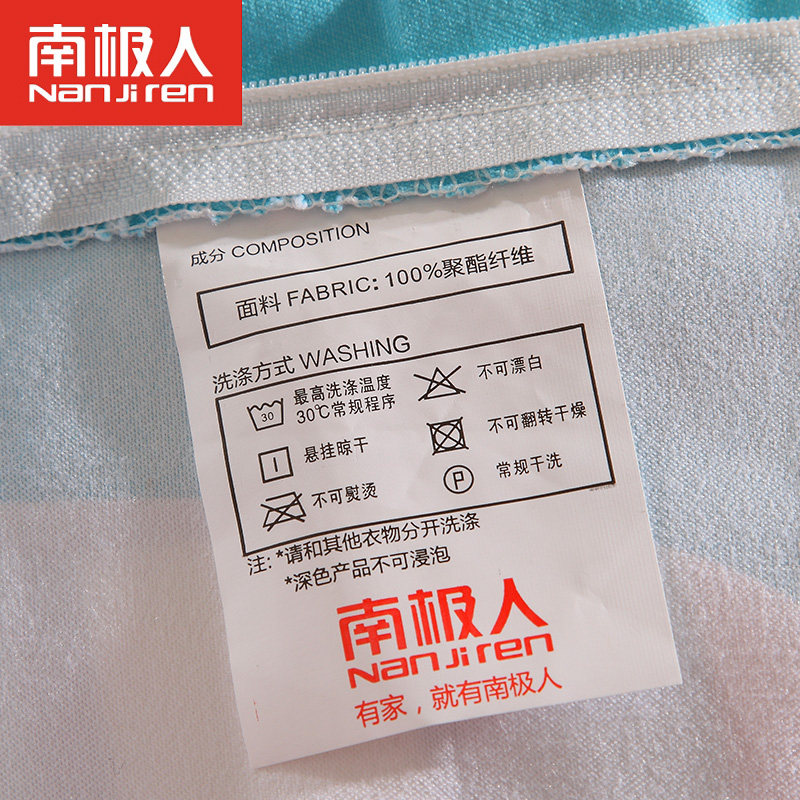 南极人
NanJiren
成分 COMPOSITION
面料 FABRIC: 100%聚酯纤维
洗涤方式 WASHING
30
最高洗涤温度
30℃常规程序
不可漂白
悬挂晾干
不可翻转干燥
不可熨烫
P
常规干洗
注: *请和其他衣物分开洗涤
*深色产品不可浸泡
南极人
NanJiren
有家，就有南极人